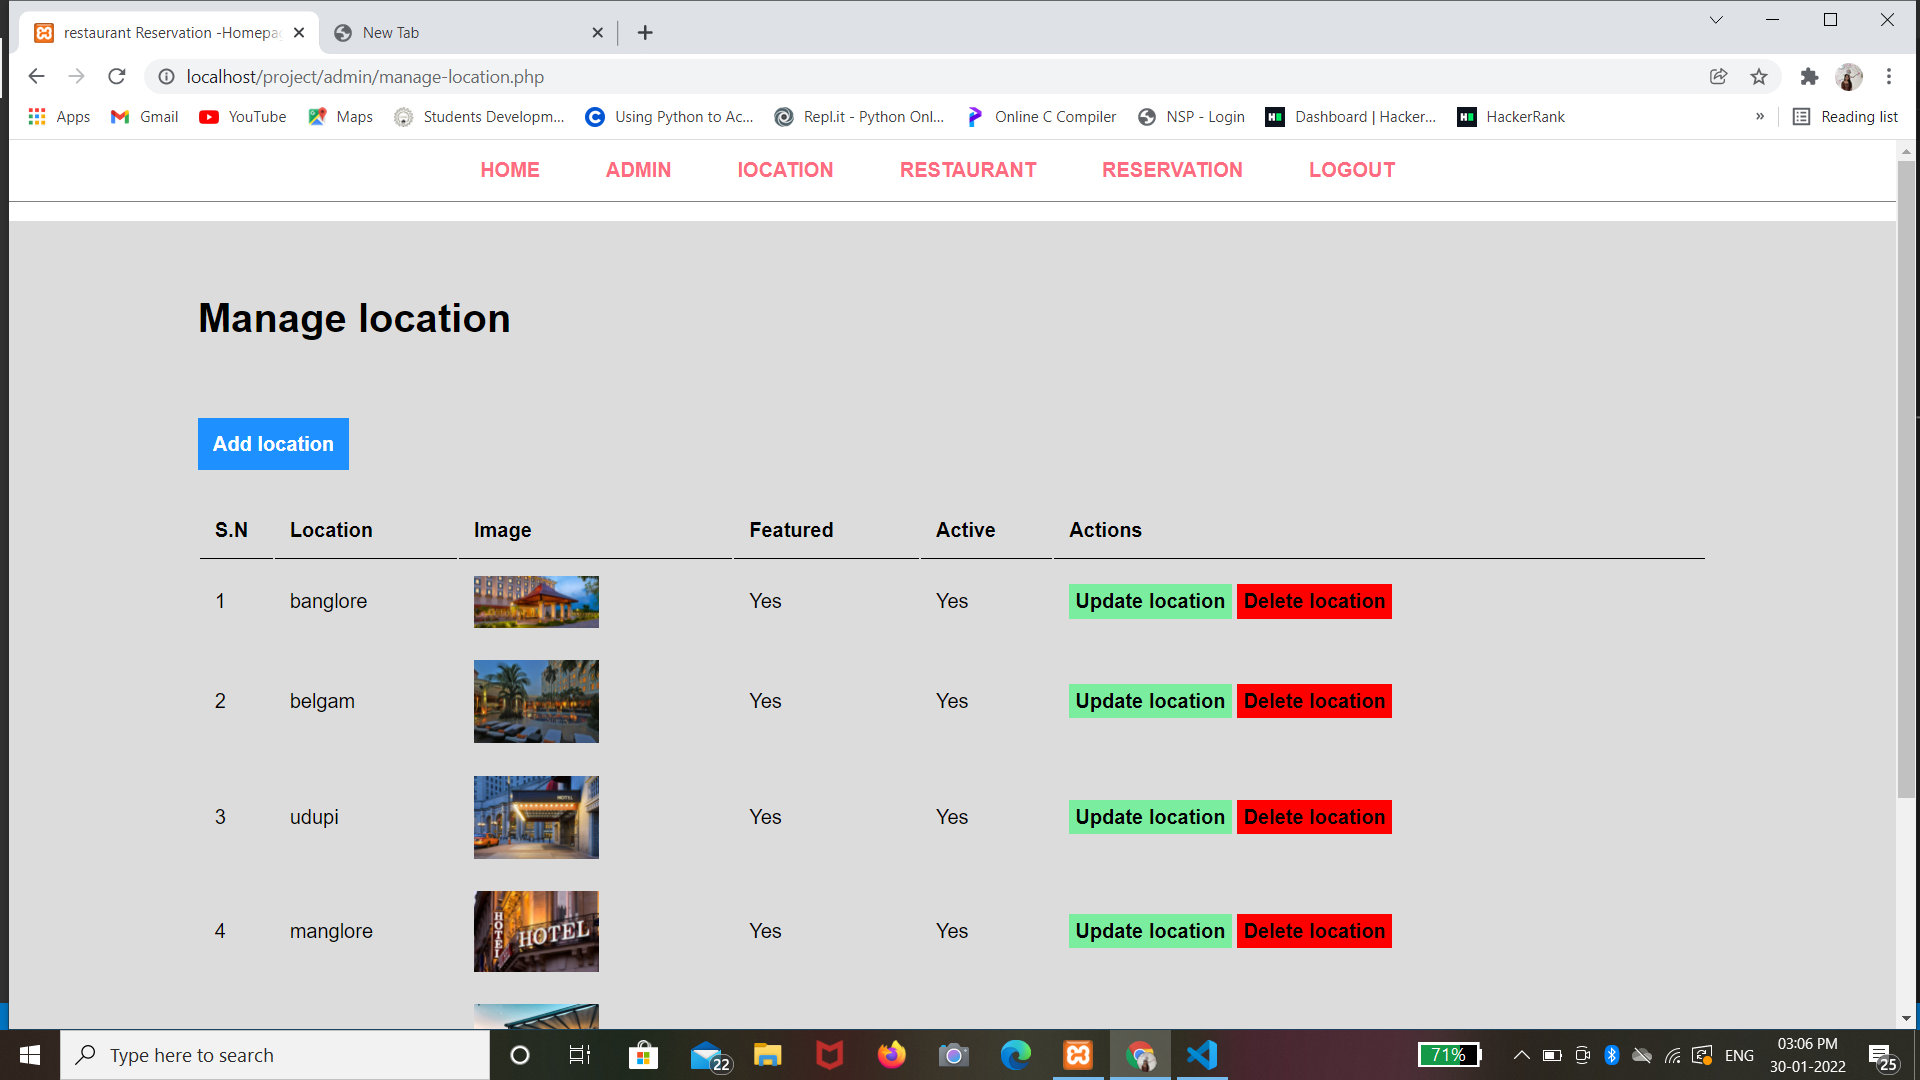 restaurant Reservation -Homepa
New Tab
localhost/project/admin/manage-location.php
Apps
Gmail
YouTube
Maps
Students Developm...
Using Python to Ac...
Repl.it - Python Onl...
Online C Compiler
NSP - Login
Dashboard | Hacker...
HackerRank
»
Reading list
HOME ADMIN lOCATION RESTAURANT RESERVATION LOGOUT
Manage location
Add location
S.N Location Image Featured Active Actions
1 banglore Yes Yes Update location Delete location
2 belgam Yes Yes Update location Delete location
3 udupi HOTEL Yes Yes Update location Delete location
4 manglore HOTEL HOTEL Yes Yes Update location Delete location
Type here to search
22
71%
ENG
03:06 PM
30-01-2022
25